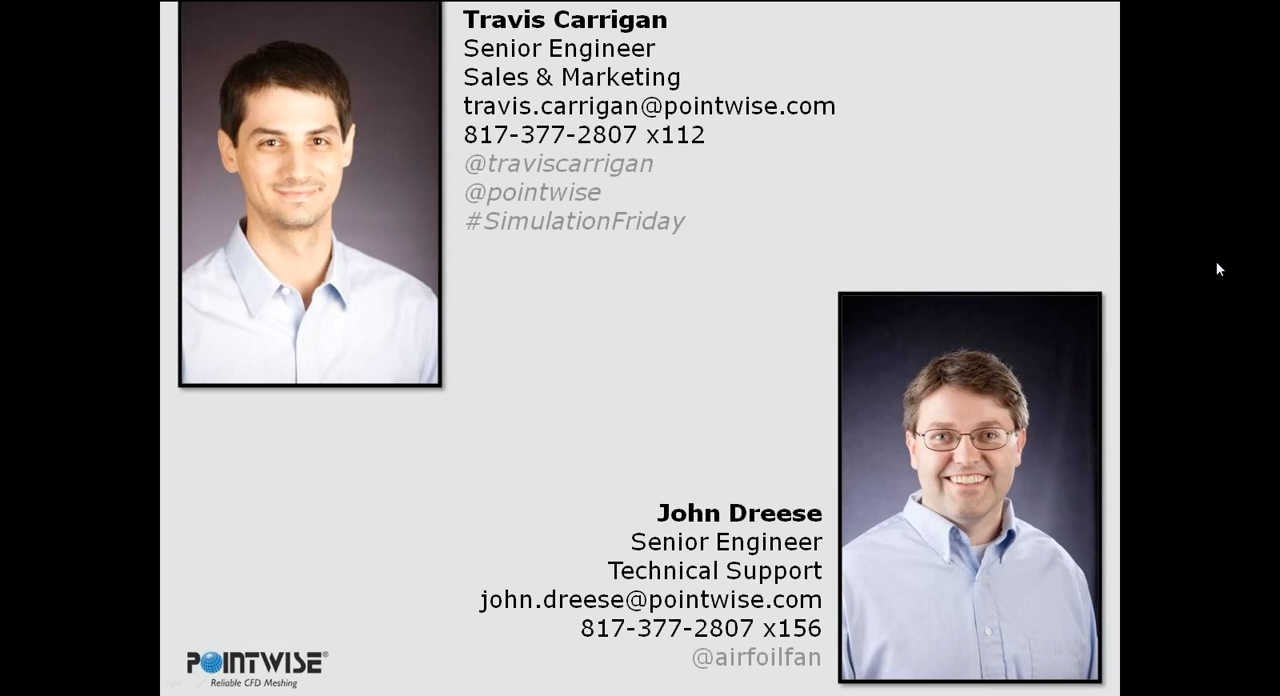 Travis Carrigan
Senior Engineer
Sales & Marketing
travis.carrigan@pointwise.com
817-377-2807 x112
@traviscarrigan
@pointwise
#SimulationFriday
John Dreese
Senior Engineer
Technical Support
john.dreese@pointwise.com
817-377-2807 x156
@airfoilfan
POINTWISE®
Reliable CFD Meshing